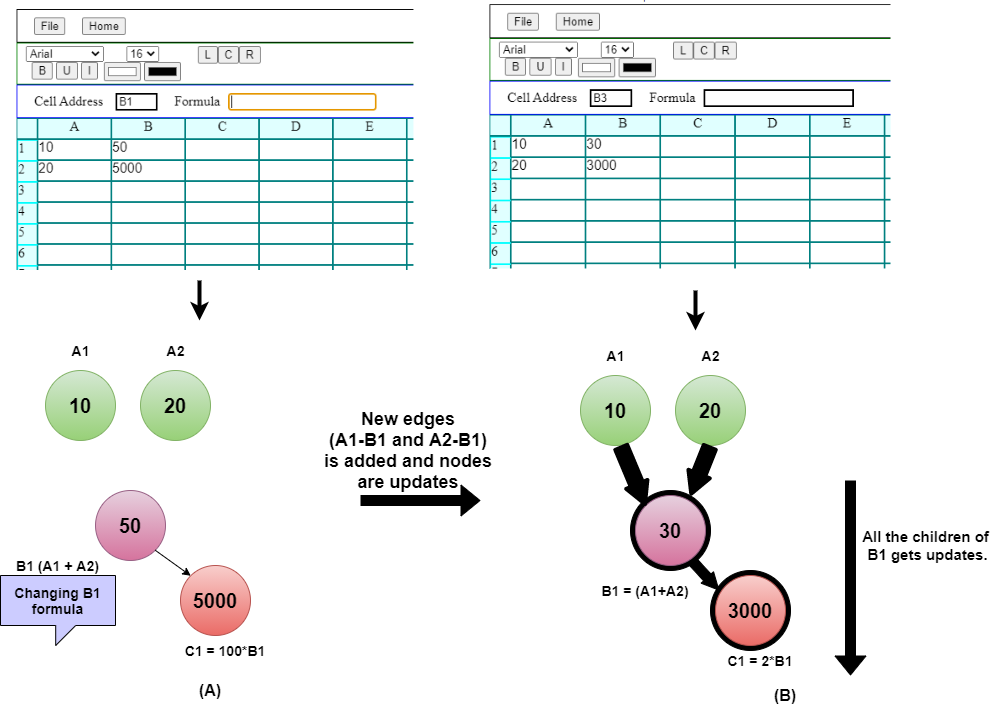 File Home
Arial 16 L C R
B U I
Cell Address B1 Formula
A B C D E
1 10 50
2 20 5000
3
4
5
6
File Home
Arial 16 L C R
B U I
Cell Address B3 Formula
A B C D E
1 10 30
2 20 3000
3
4
5
6
A1 A2
10 20
50
B1 (A1 + A2)
Changing B1
formula
5000
C1 = 100*B1
(A)
New edges
(A1-B1 and A2-B1)
is added and nodes
are updates
A1 A2
10 20
30
B1 = (A1+A2)
3000
C1 = 2*B1
(B)
All the children of
B1 gets updates.